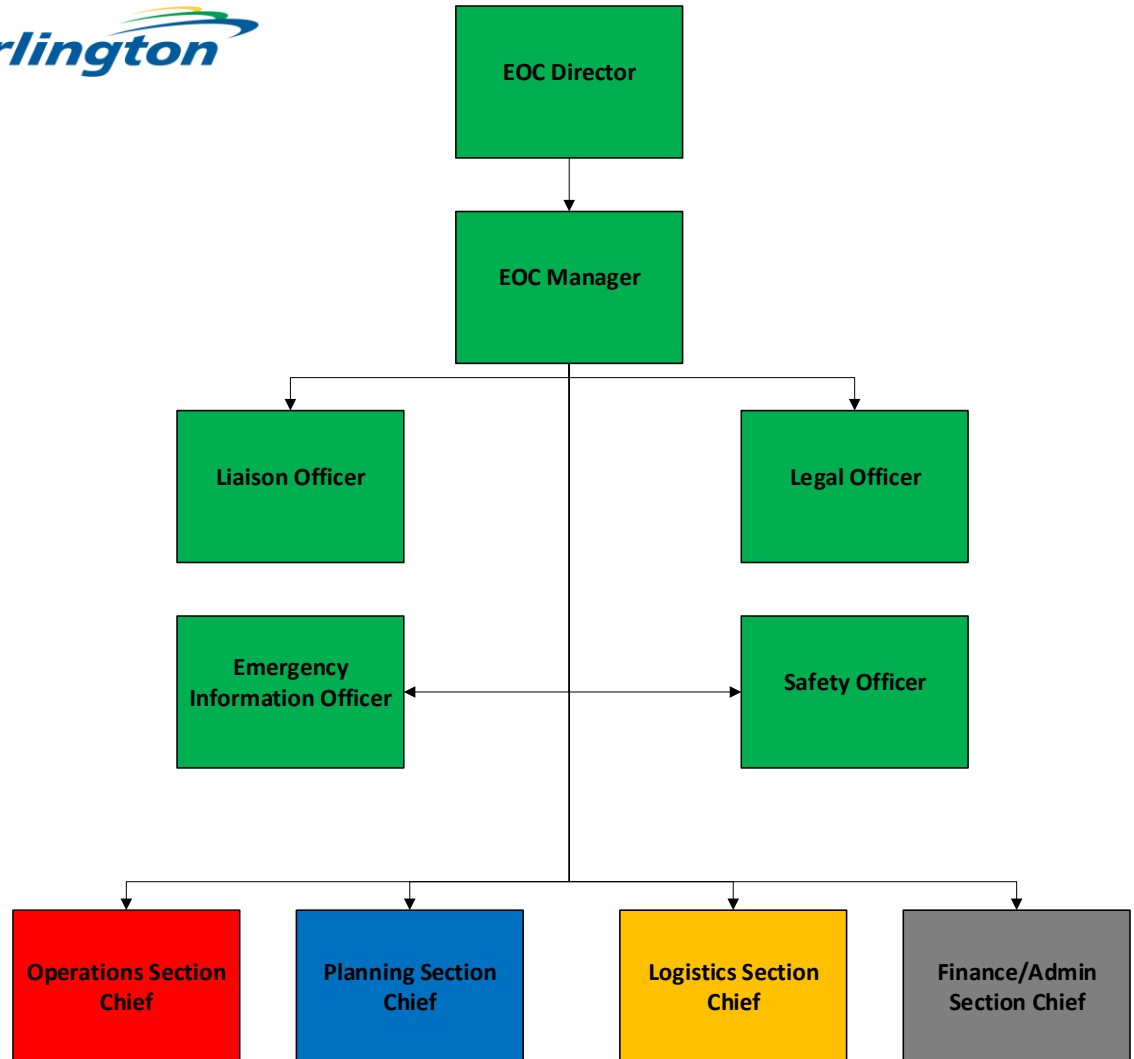 rlington
EOC Director
EOC Manager
Liaison Officer
Legal Officer
Emergency
Information Officer
Safety Officer
Operations Section
Chief
Planning Section
Chief
Logistics Section
Chief
Finance/Admin
Section Chief